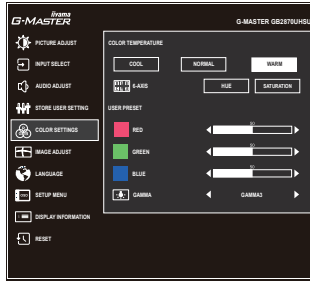 iiyama
G-MASTER
G-MASTER GB2870UHSU
PICTURE ADJUST
INPUT SELECT
AUDIO ADJUST
STORE USER SETTING
COLOR SETTINGS
IMAGE ADJUST
LANGUAGE
SETUP MENU
DISPLAY INFORMATION
RESET
COLOR TEMPERATURE
COOL NORMAL WARM
6-AXIS HUE SATURATION
USER PRESET
RED 50
GREEN 50
BLUE 50
GAMMA GAMMA3